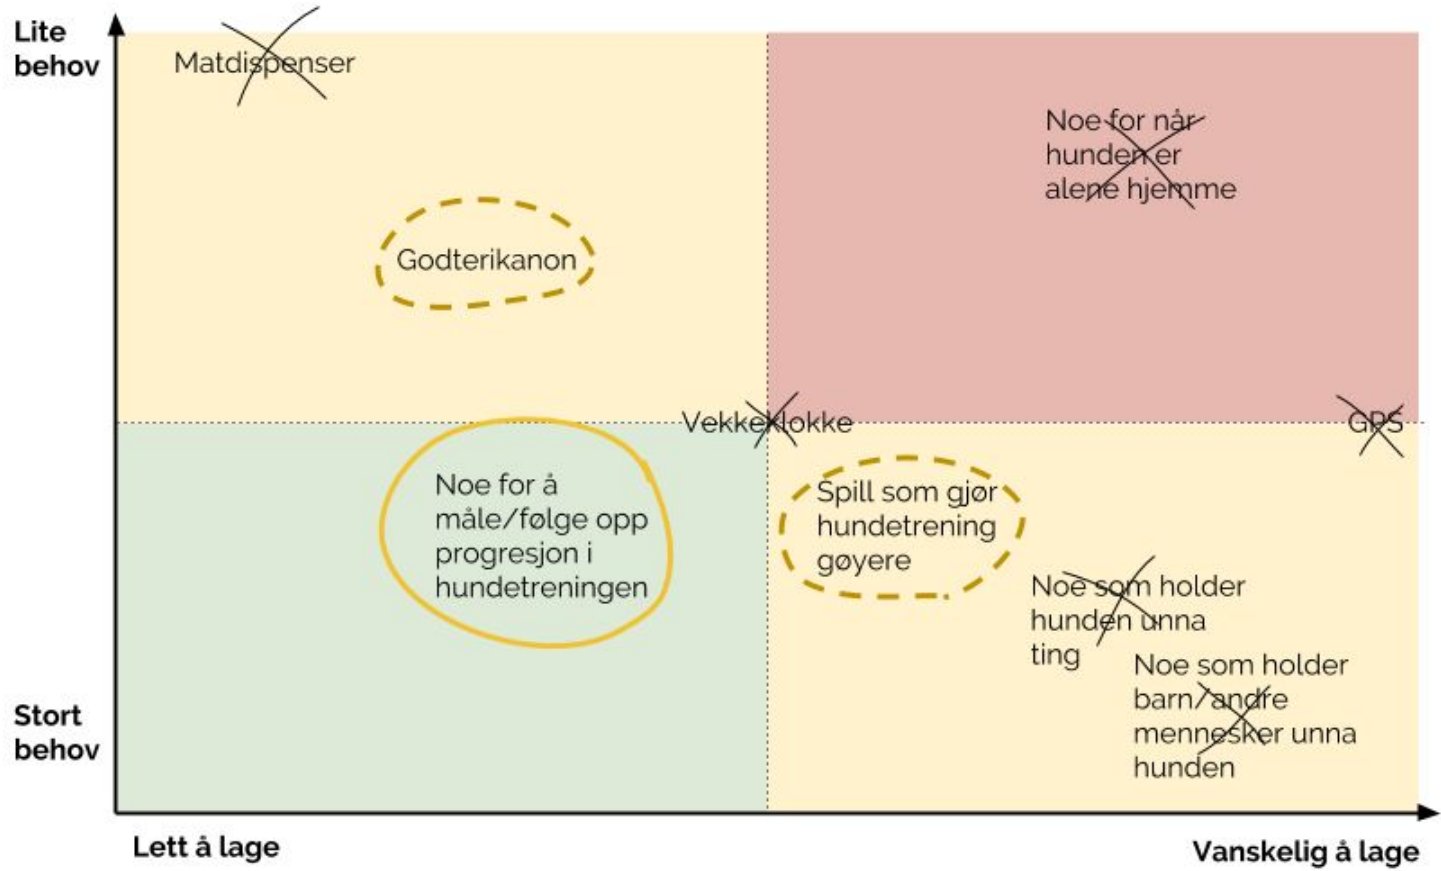 Lite
behov
Matdispenser
Noe for når
hunden er
alene hjemme
Godterikanon
Vekkeklokke
GPS
Noe for å
måle/følge opp
progresjon i
hundetreningen
Spill som gjør
hundetrening
gøyere
Noe som holder
hunden unna
ting
Noe som holder
barn/andre
mennesker unna
hunden
Stort
behov
Lett å lage
Vanskelig å lage